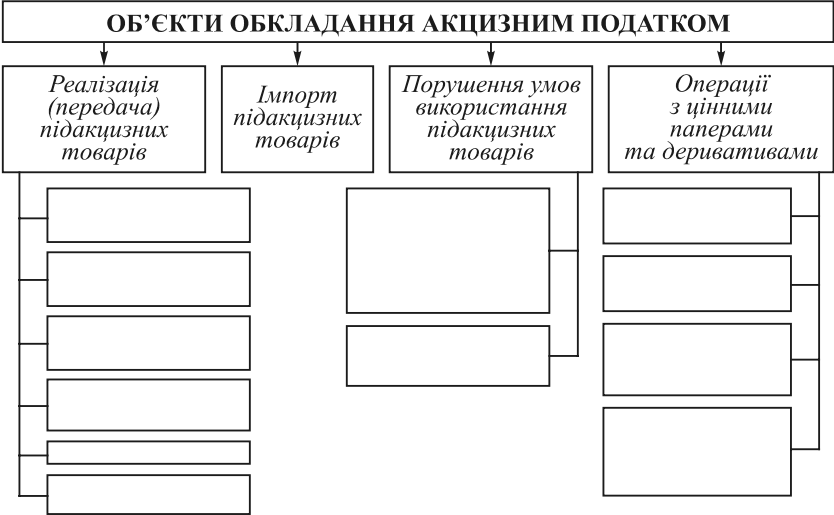 ОБ’ЄКТИ ОБКЛАДАННЯ АКЦИЗНИМ ПОДАТКОМ
Реалізація
(передача)
підакцизних
товарів
Імпорт
підакцизних
товарів
Порушення умов
використання
підакцизних
товарів
Операції
з цінними
паперами
та деривативами